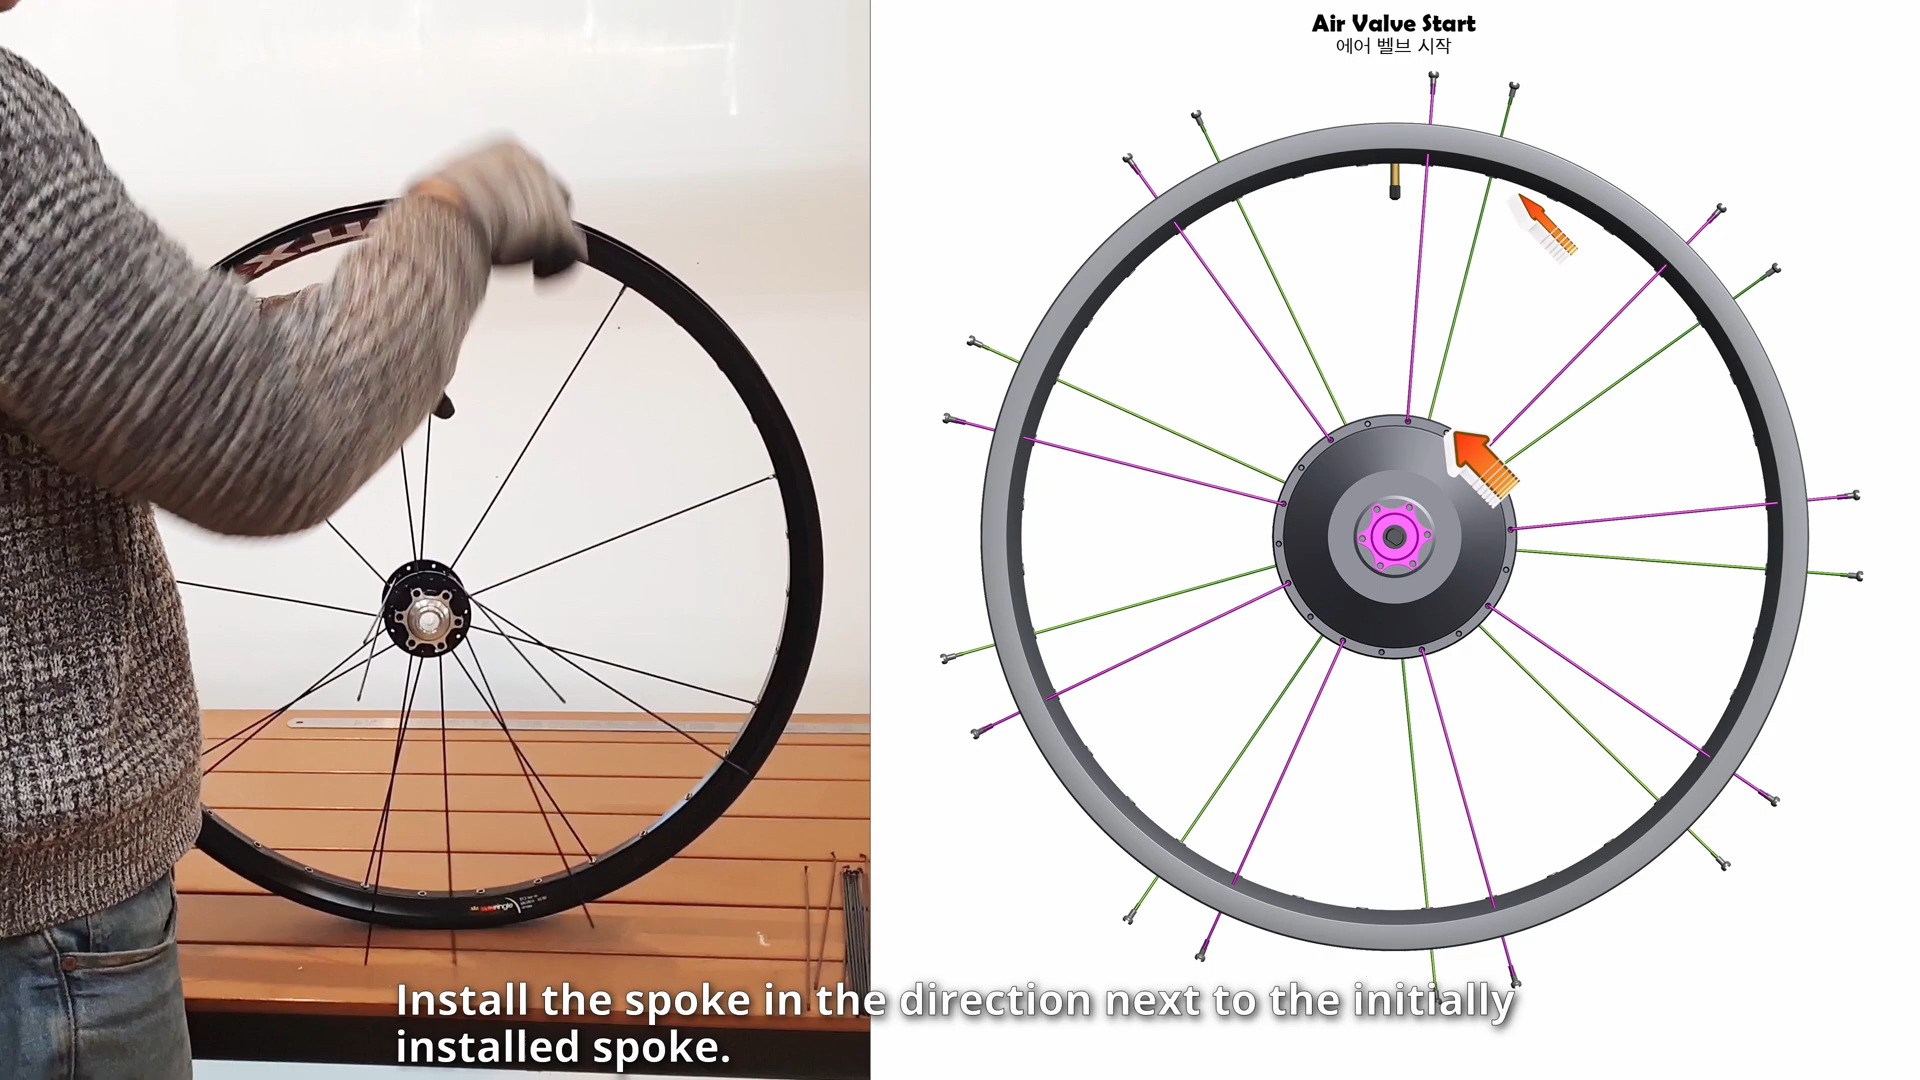 Air Valve Start
에어 벨브 시작
Install the spoke in the direction next to the initially
installed spoke.